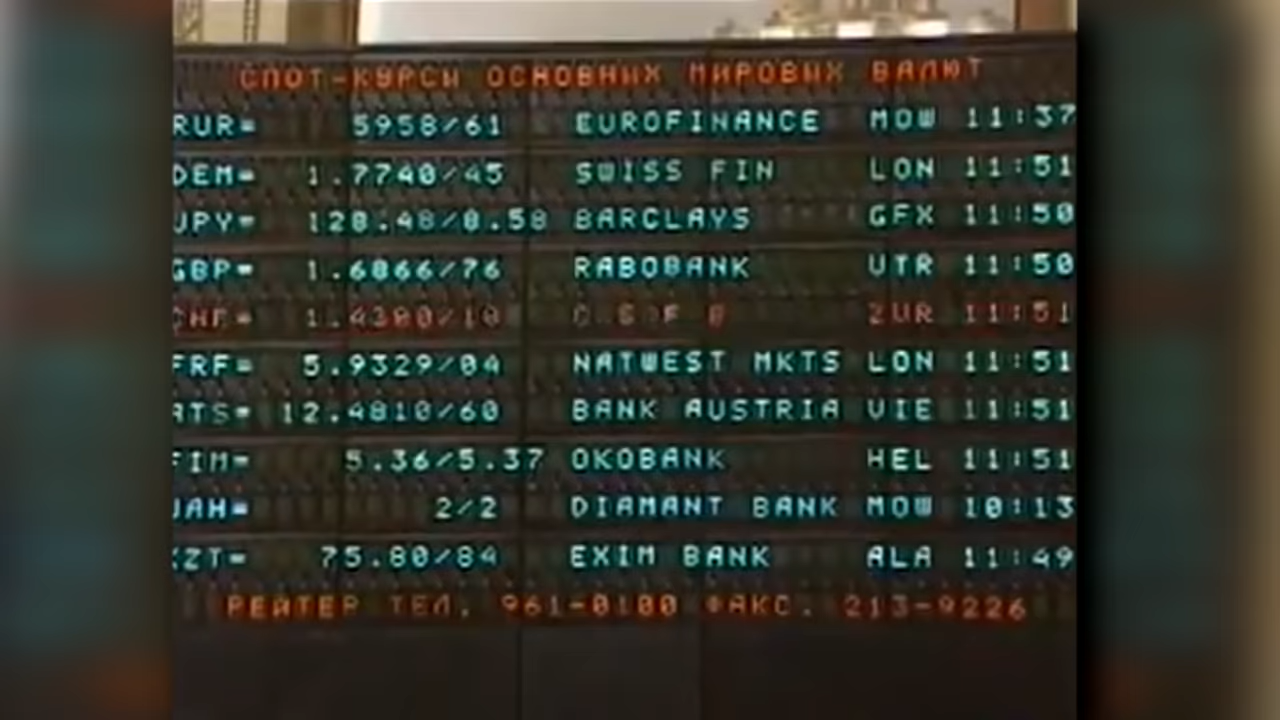 СПОТ-КУРСЫ ОСНОВНЫХ МИРОВЫХ ВАЛЮТ
RUR= 5958/61 EUROFINANCE MOW 11:37
DEM= 1.7740/45 SWISS FIN LON 11:51
JPY= 128.48/8.58 BARCLAYS GFX 11:50
GBP= 1.6866/76 RABOBANK UTR 11:50
CHF= 1.4300/10 C S F B ZUR 11:51
FRF= 5.9329/04 NATWEST MKTS LON 11:51
ATS= 12.4810/60 BANK AUSTRIA VIE 11:51
FIM= 5.36/5.37 OKOBANK HEL 11:51
UAH= 2/2 DIAMANT BANK MOW 10:13
KZT= 75.80/84 EXIM BANK ALA 11:49
РЕЙТЕР ТЕЛ. 961-0100 ФАКС. 213-9226